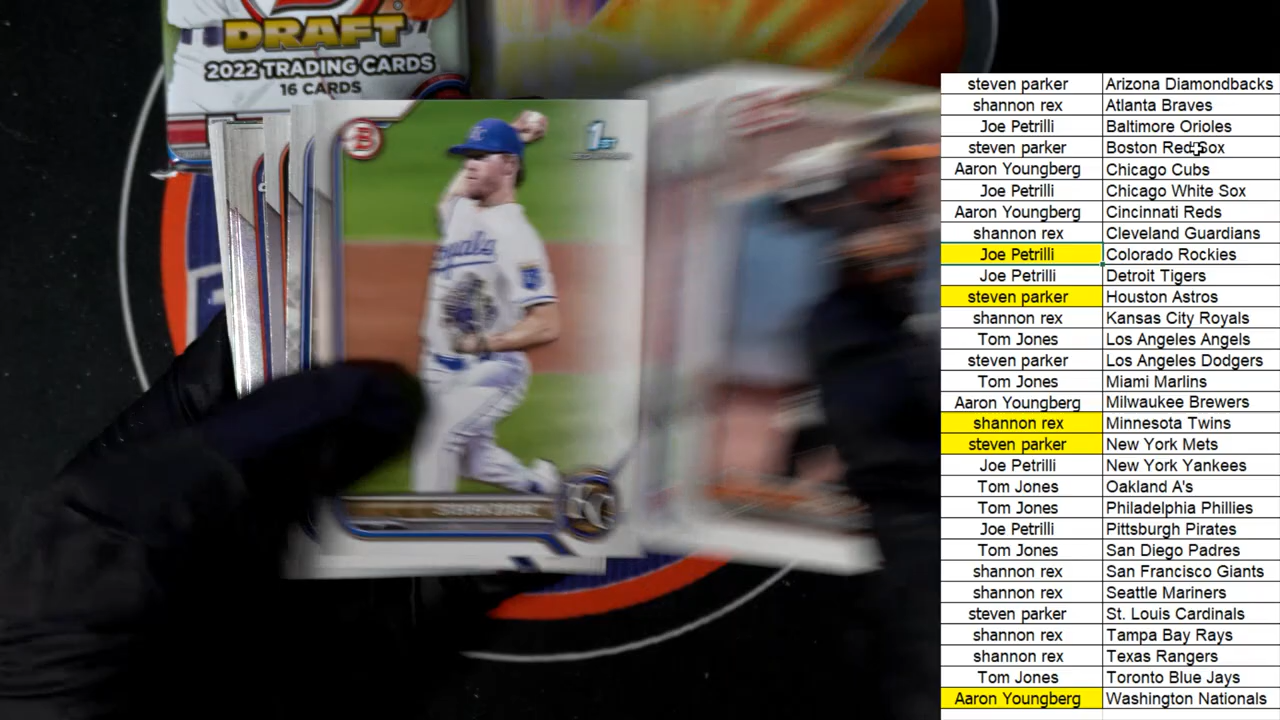 DRAFT
2022 TRADING CARDS
16 CARDS
B
1st
Royals
KC
steven parker Arizona Diamondbacks
shannon rex Atlanta Braves
Joe Petrilli Baltimore Orioles
steven parker Boston Red Sox
Aaron Youngberg Chicago Cubs
Joe Petrilli Chicago White Sox
Aaron Youngberg Cincinnati Reds
shannon rex Cleveland Guardians
Joe Petrilli Colorado Rockies
Joe Petrilli Detroit Tigers
steven parker Houston Astros
shannon rex Kansas City Royals
Tom Jones Los Angeles Angels
steven parker Los Angeles Dodgers
Tom Jones Miami Marlins
Aaron Youngberg Milwaukee Brewers
shannon rex Minnesota Twins
steven parker New York Mets
Joe Petrilli New York Yankees
Tom Jones Oakland A's
Tom Jones Philadelphia Phillies
Joe Petrilli Pittsburgh Pirates
Tom Jones San Diego Padres
shannon rex San Francisco Giants
shannon rex Seattle Mariners
steven parker St. Louis Cardinals
shannon rex Tampa Bay Rays
shannon rex Texas Rangers
Tom Jones Toronto Blue Jays
Aaron Youngberg Washington Nationals